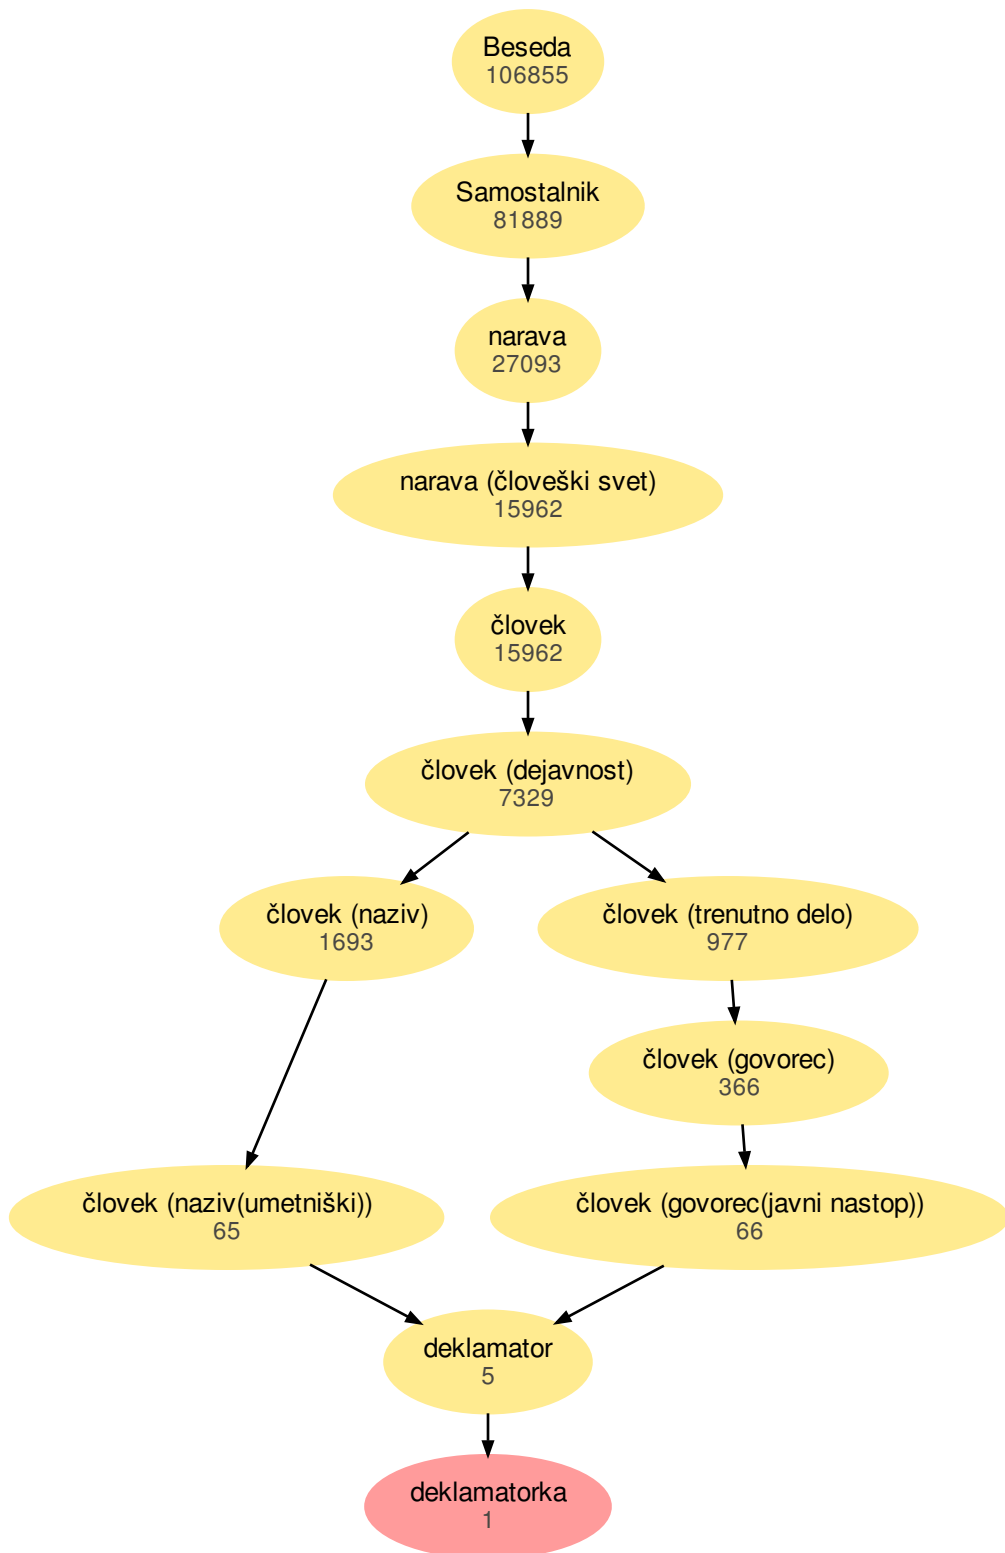 Beseda
106855
Samostalnik
81889
narava
27093
narava (človeški svet)
15962
človek
15962
človek (dejavnost)
7329
človek (naziv)
1693
človek (trenutno delo)
977
človek (govorec)
366
človek (naziv(umetniški))
65
človek (govorec(javni nastop))
66
deklamator
5
deklamatorka
1